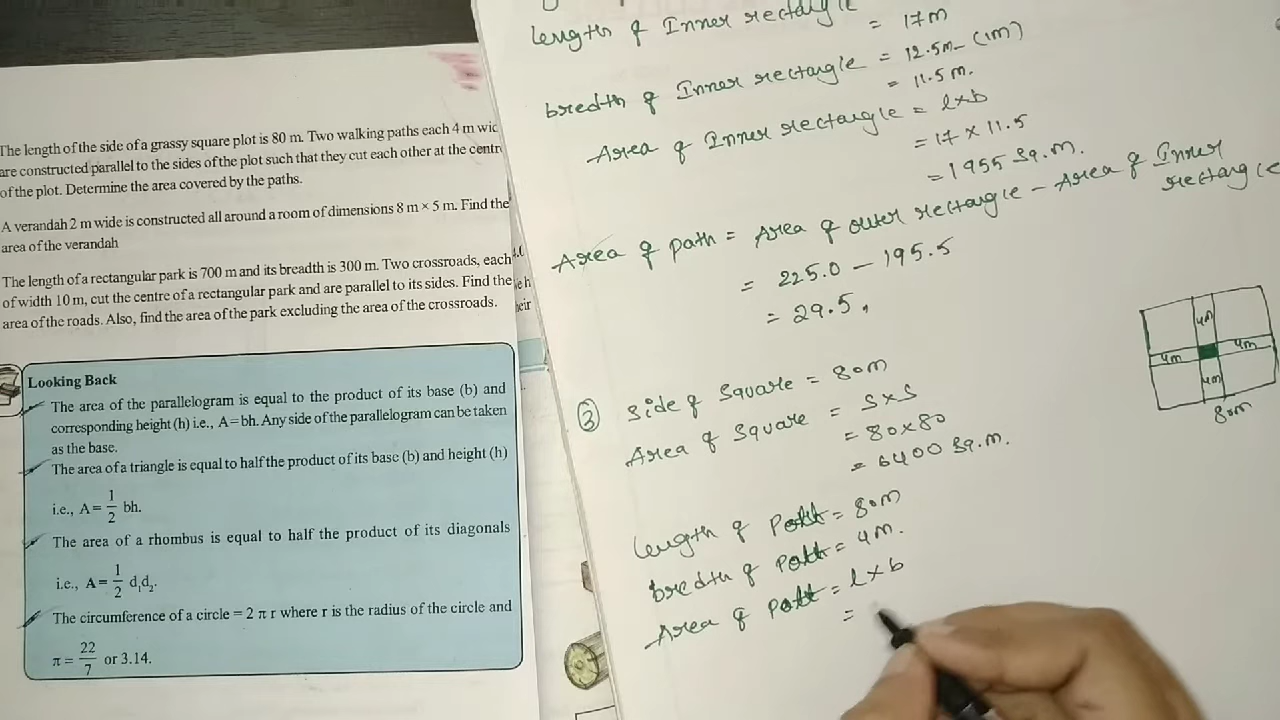 The length of the side of a grassy square plot is 80 m. Two walking paths each 4 m wid
are constructed parallel to the sides of the plot such that they cut each other at the centr
of the plot. Determine the area covered by the paths.
A verandah 2 m wide is constructed all around a room of dimensions 8 m × 5 m. Find the
area of the verandah
The length of a rectangular park is 700 m and its breadth is 300 m. Two crossroads, each
of width 10 m, cut the centre of a rectangular park and are parallel to its sides. Find the
area of the roads. Also, find the area of the park excluding the area of the crossroads.
Looking Back
The area of the parallelogram is equal to the product of its base (b) and
corresponding height (h) i.e., A = bh. Any side of the parallelogram can be taken
as the base.
The area of a triangle is equal to half the product of its base (b) and height (h)
i.e., A = 1/2 bh.
The area of a rhombus is equal to half the product of its diagonals
i.e., A = 1/2 d₁d₂.
The circumference of a circle = 2 π r where r is the radius of the circle and
π = 22/7 or 3.14.
length of Inner rectangle = 17m
bredth of Inner rectangle = 12.5m - (1m)
= 11.5m.
Area of Inner rectangle = l×b
= 17 × 11.5
= 1955 Sq.m.
Area of path = Area of outer rectangle - Area of Inner rectangle
= 225.0 - 195.5
= 29.5,
③ Side of Square = 80m
Area of Square = S×S
= 80×80
= 6400 Sq.m.
length of Path = 80m
bredth of Path = 4m.
Area of Path = l×b
=
4m
4m 4m
4m
80m